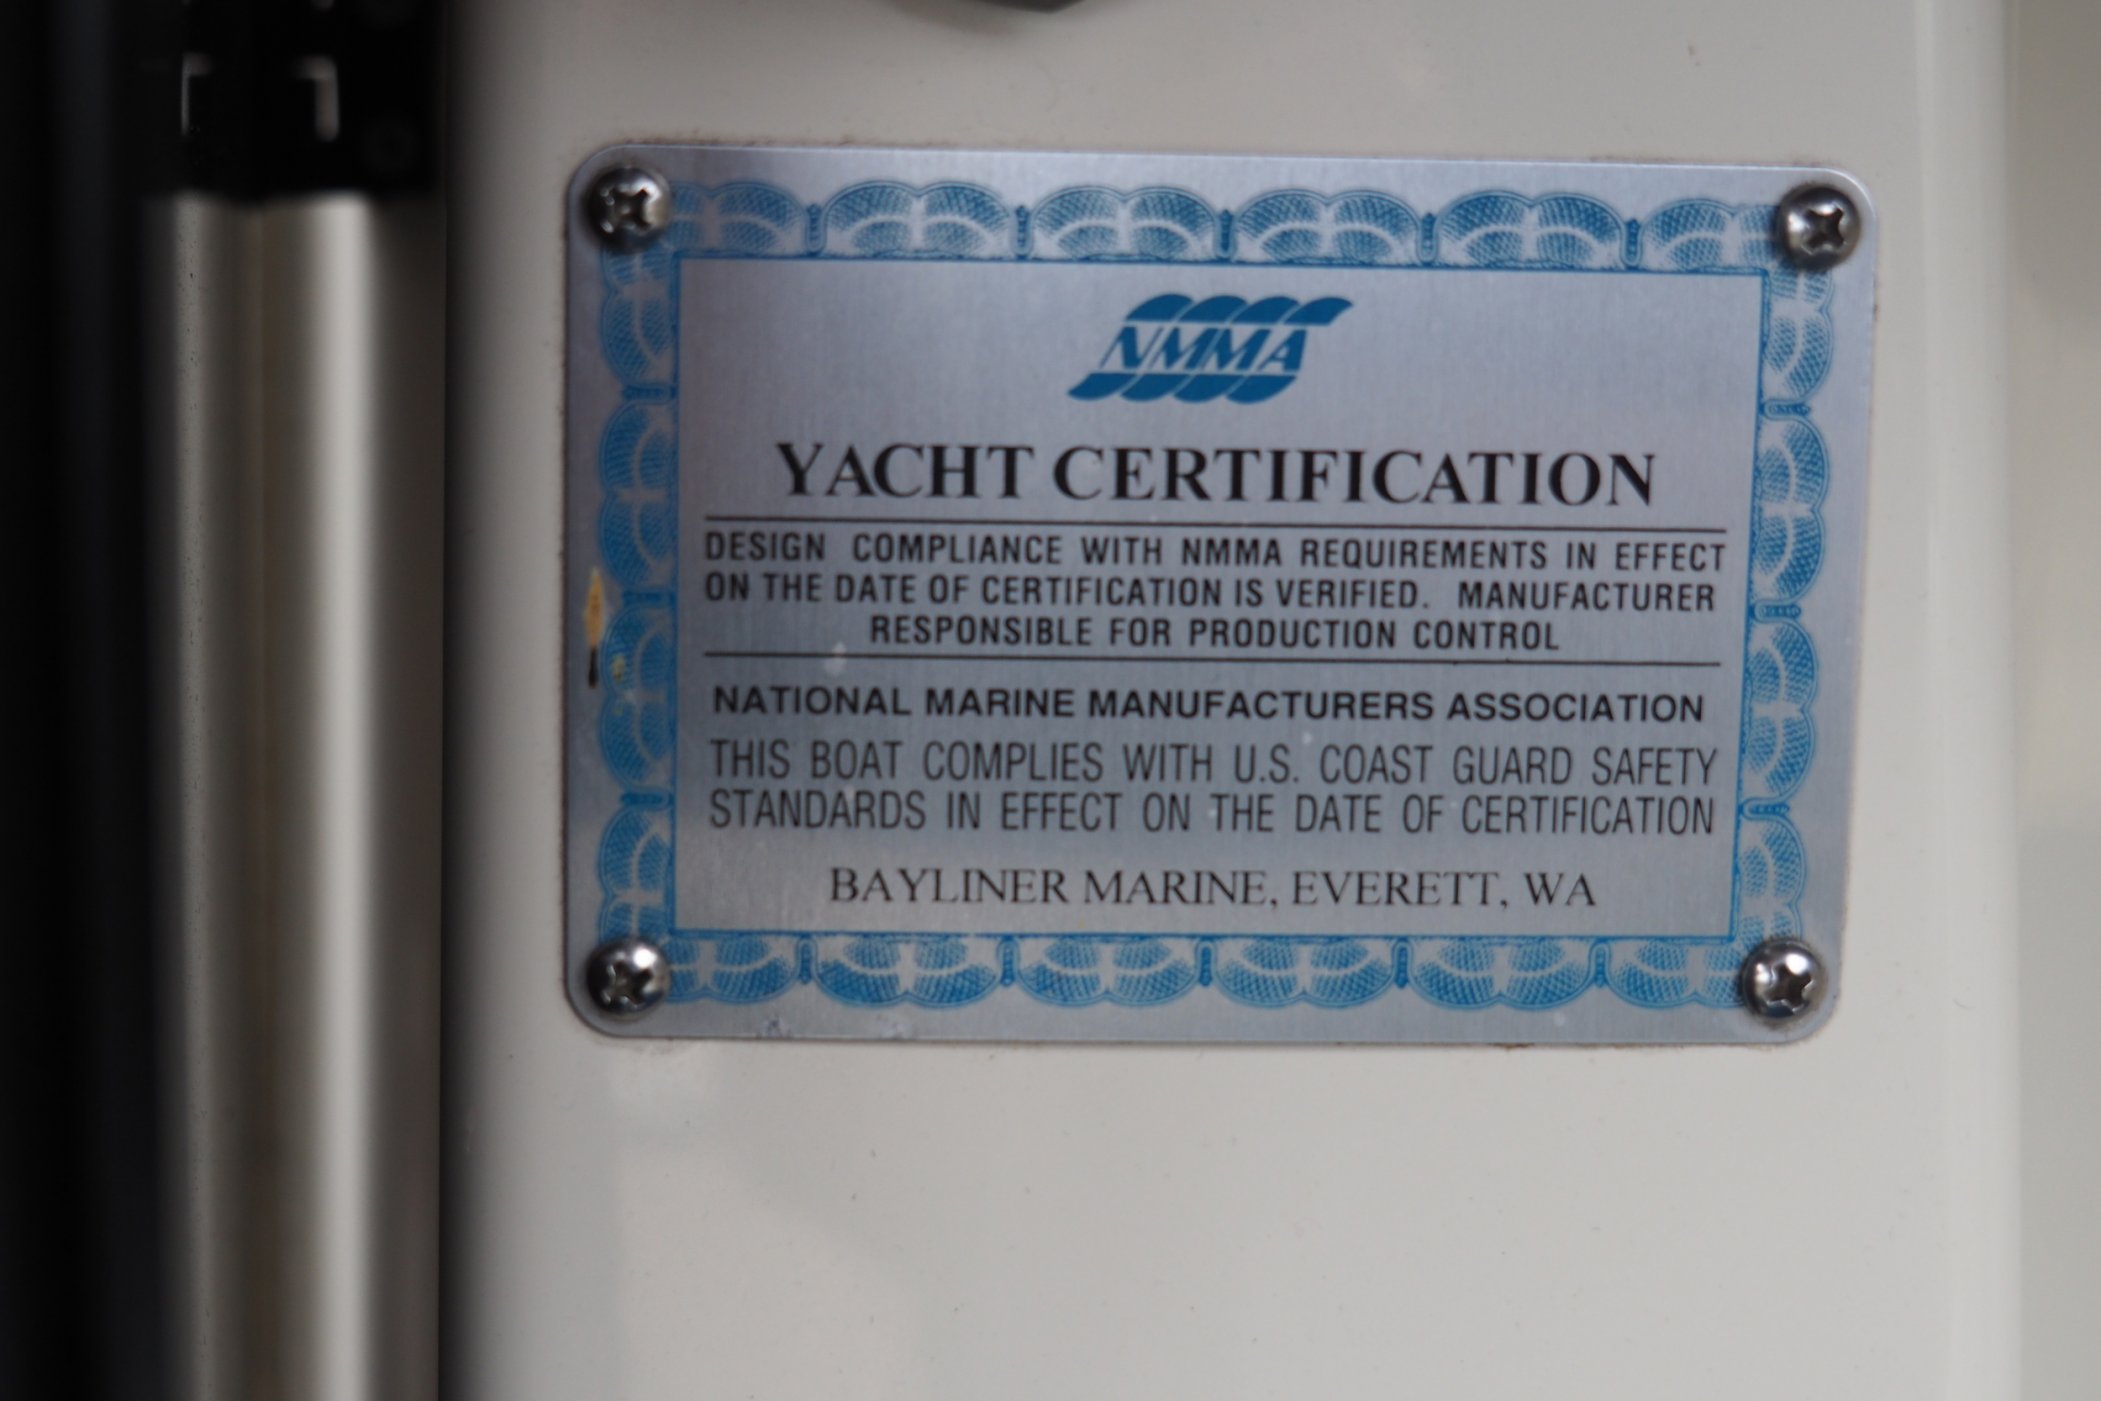 NMMA
YACHT CERTIFICATION
DESIGN COMPLIANCE WITH NMMA REQUIREMENTS IN EFFECT
ON THE DATE OF CERTIFICATION IS VERIFIED. MANUFACTURER
RESPONSIBLE FOR PRODUCTION CONTROL
NATIONAL MARINE MANUFACTURERS ASSOCIATION
THIS BOAT COMPLIES WITH U.S. COAST GUARD SAFETY
STANDARDS IN EFFECT ON THE DATE OF CERTIFICATION
BAYLINER MARINE, EVERETT, WA